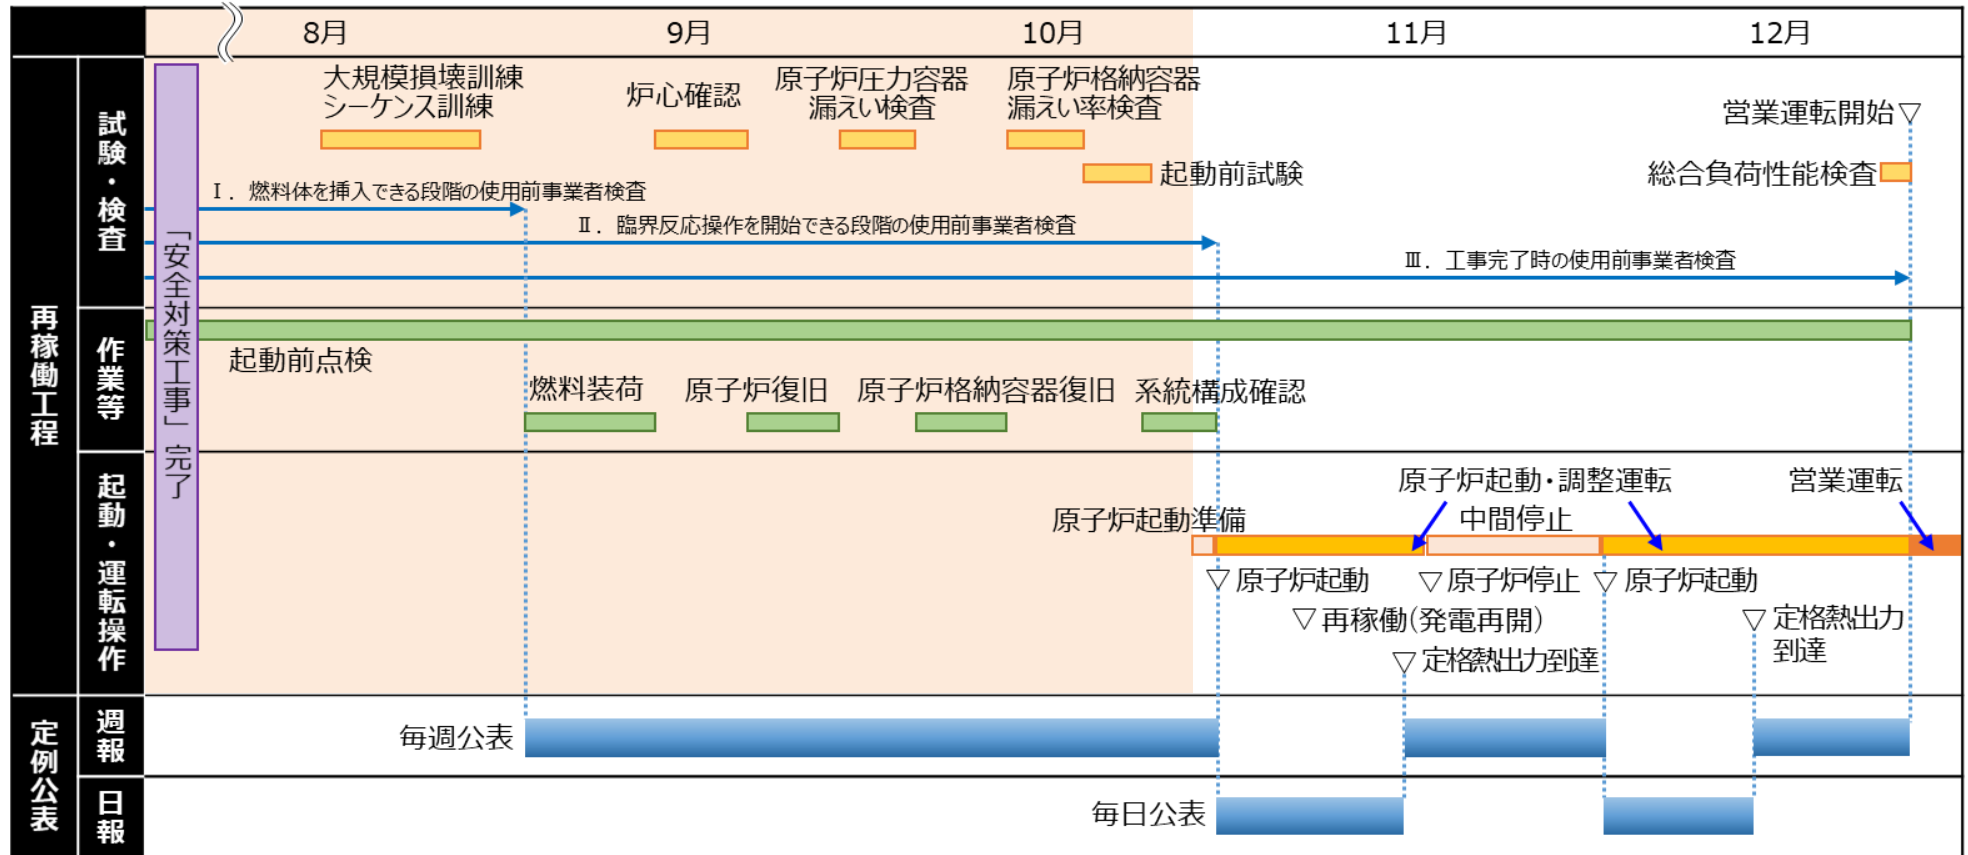 8月
9月
10月
11月
12月
再稼働工程
試験・検査
「安全対策工事」完了
大規模損壊訓練
シーケンス訓練
炉心確認
原子炉圧力容器
漏えい検査
原子炉格納容器
漏えい率検査
起動前試験
営業運転開始▽
総合負荷性能検査
Ⅰ．燃料体を挿入できる段階の使用前事業者検査
Ⅱ．臨界反応操作を開始できる段階の使用前事業者検査
Ⅲ．工事完了時の使用前事業者検査
作業等
起動前点検
燃料装荷
原子炉復旧
原子炉格納容器復旧
系統構成確認
起動・運転操作
原子炉起動・調整運転
営業運転
原子炉起動準備
中間停止
▽原子炉起動
▽原子炉停止
▽原子炉起動
▽再稼働（発電再開）
▽定格熱出力
到達
▽定格熱出力到達
定例公表
週報
毎週公表
日報
毎日公表